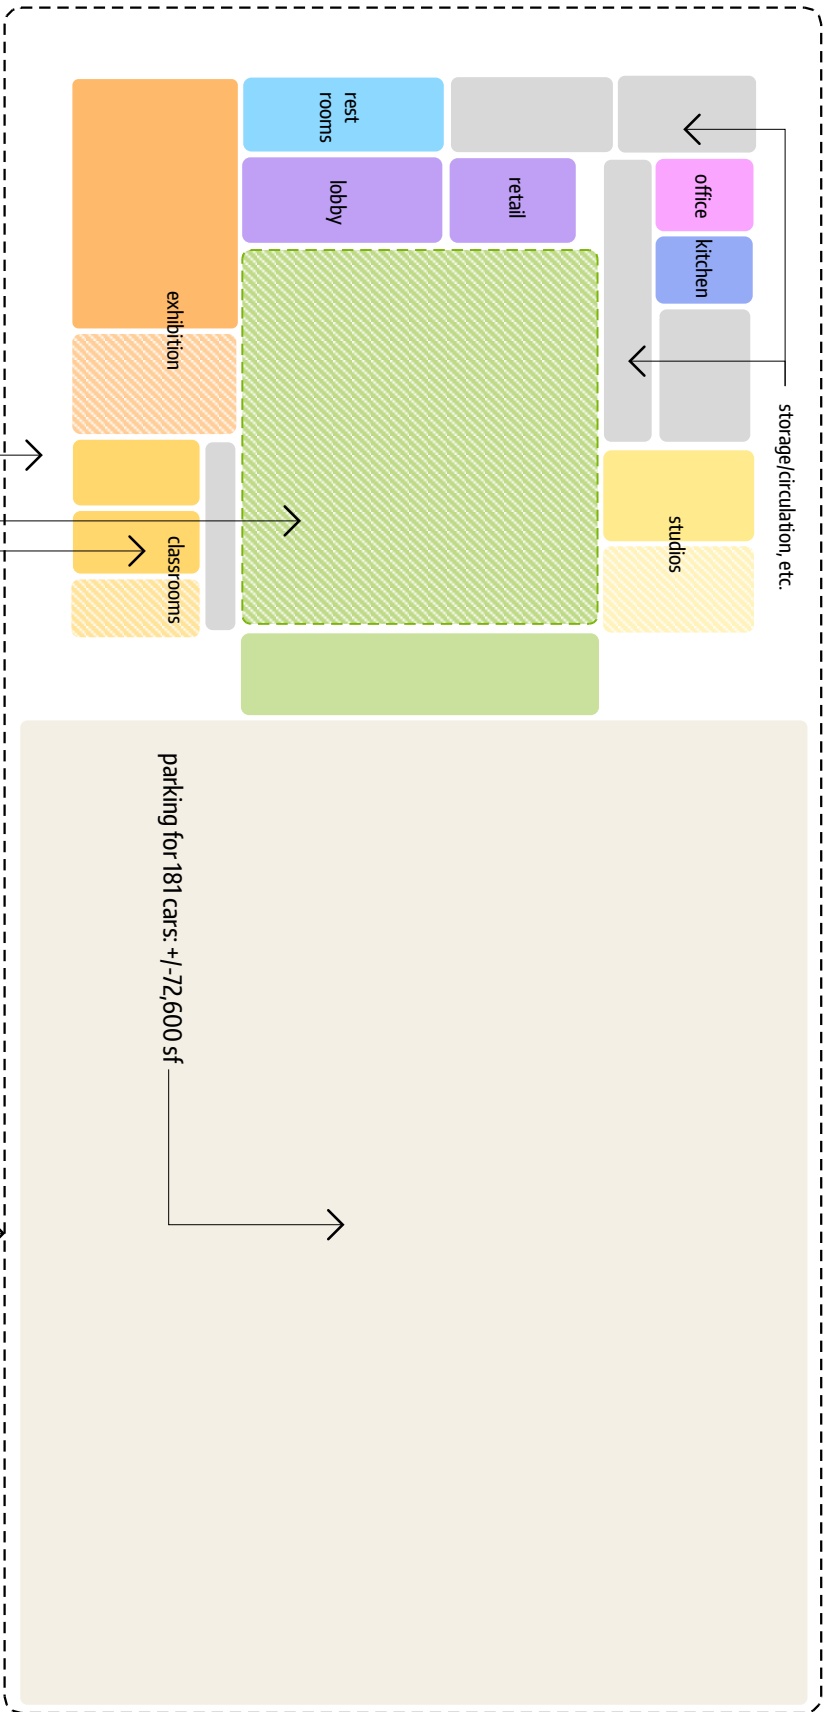 rest
rooms
lobby
retail
office
kitchen
exhibition
storage/circulation, etc.
studios
classrooms
parking for 181 cars: +/-72,600 sf